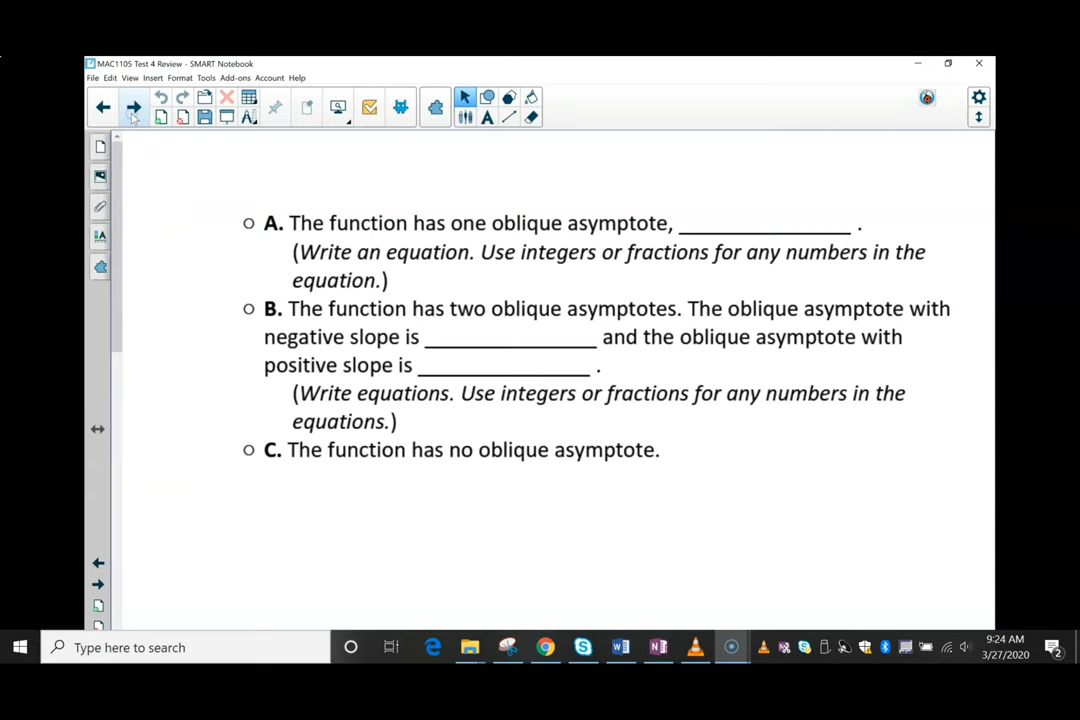 MAC1105 Test 4 Review - SMART Notebook
File Edit View Insert Format Tools Add-ons Account Help
○ A. The function has one oblique asymptote, ________________ .
(Write an equation. Use integers or fractions for any numbers in the
equation.)
○ B. The function has two oblique asymptotes. The oblique asymptote with
negative slope is ________________ and the oblique asymptote with
positive slope is ________________ .
(Write equations. Use integers or fractions for any numbers in the
equations.)
○ C. The function has no oblique asymptote.
Type here to search
9:24 AM
3/27/2020
2